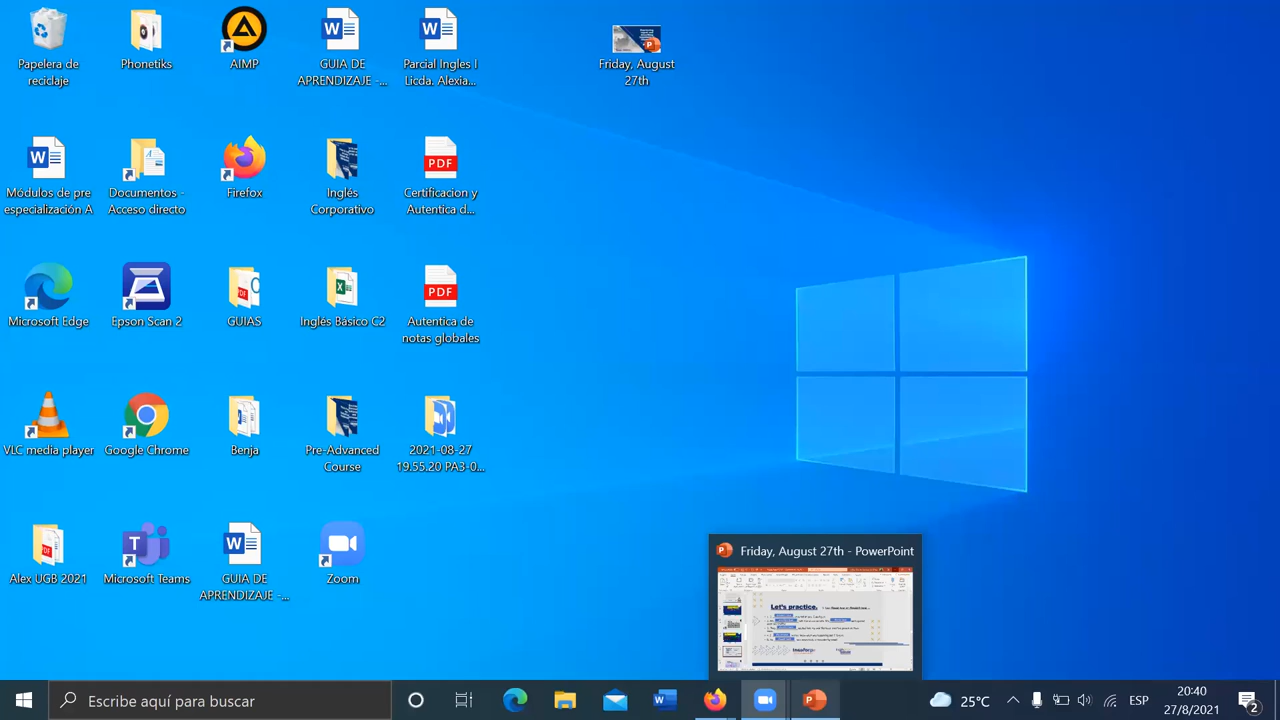 Papelera de
reciclaje
Phonetiks
AIMP
GUIA DE
APRENDIZAJE -...
Parcial Ingles I
Licda. Alexia...
Friday, August
27th
Módulos de pre
especialización A
Documentos -
Acceso directo
Firefox
Inglés
Corporativo
PDF
Certificacion y
Autentica d...
Microsoft Edge
Epson Scan 2
GUIAS
Inglés Básico C2
PDF
Autentica de
notas globales
VLC media player
Google Chrome
Benja
Pre-Advanced
Course
2021-08-27
19.55.20 PA3-0...
Alex UGB 2021
Microsoft Teams
GUIA DE
APRENDIZAJE -...
Zoom
Friday, August 27th - PowerPoint
Let's practice.
Escribe aquí para buscar
25°C
ESP
20:40
27/8/2021
2